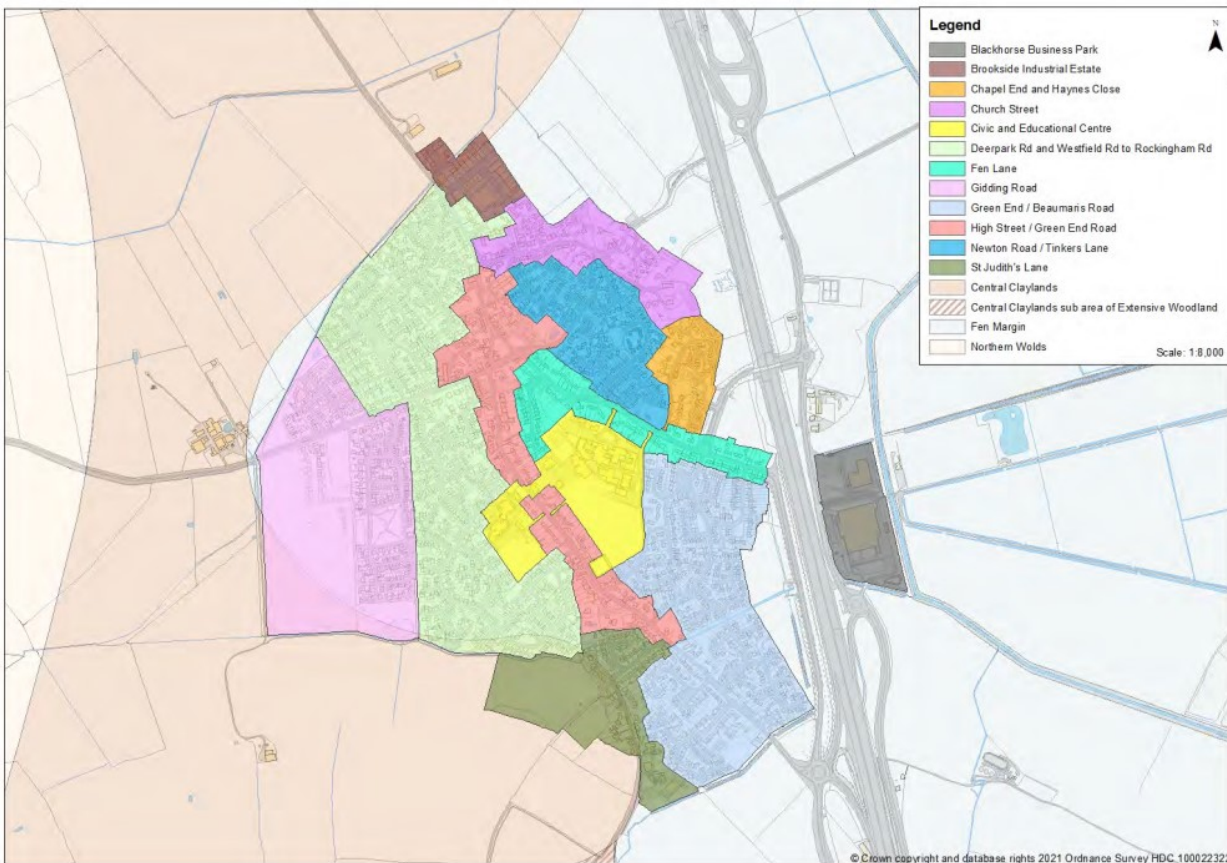 Legend
N
Blackhorse Business Park
Brookside Industrial Estate
Chapel End and Haynes Close
Church Street
Civic and Educational Centre
Deerpark Rd and Westfield Rd to Rockingham Rd
Fen Lane
Gidding Road
Green End / Beaumaris Road
High Street / Green End Road
Newton Road / Tinkers Lane
St Judith's Lane
Central Claylands
Central Claylands sub area of Extensive Woodland
Fen Margin
Northern Wolds
Scale: 1:8,000
© Crown copyright and database rights 2021 Ordnance Survey HDC 100022322